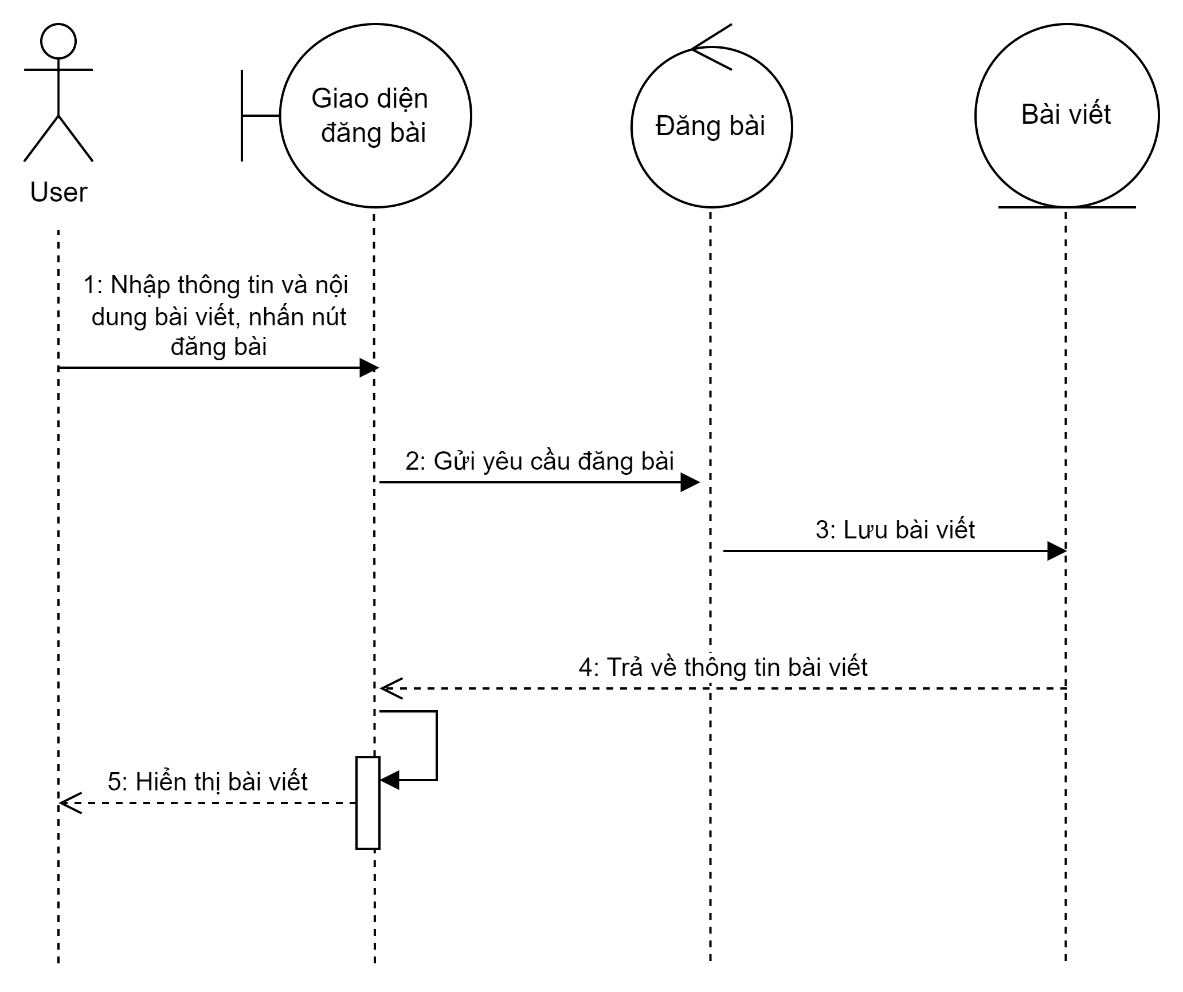 Giao diện
đăng bài
Đăng bài
Bài viết
User
1: Nhập thông tin và nội
dung bài viết, nhấn nút
đăng bài
2: Gửi yêu cầu đăng bài
3: Lưu bài viết
4: Trả về thông tin bài viết
5: Hiển thị bài viết